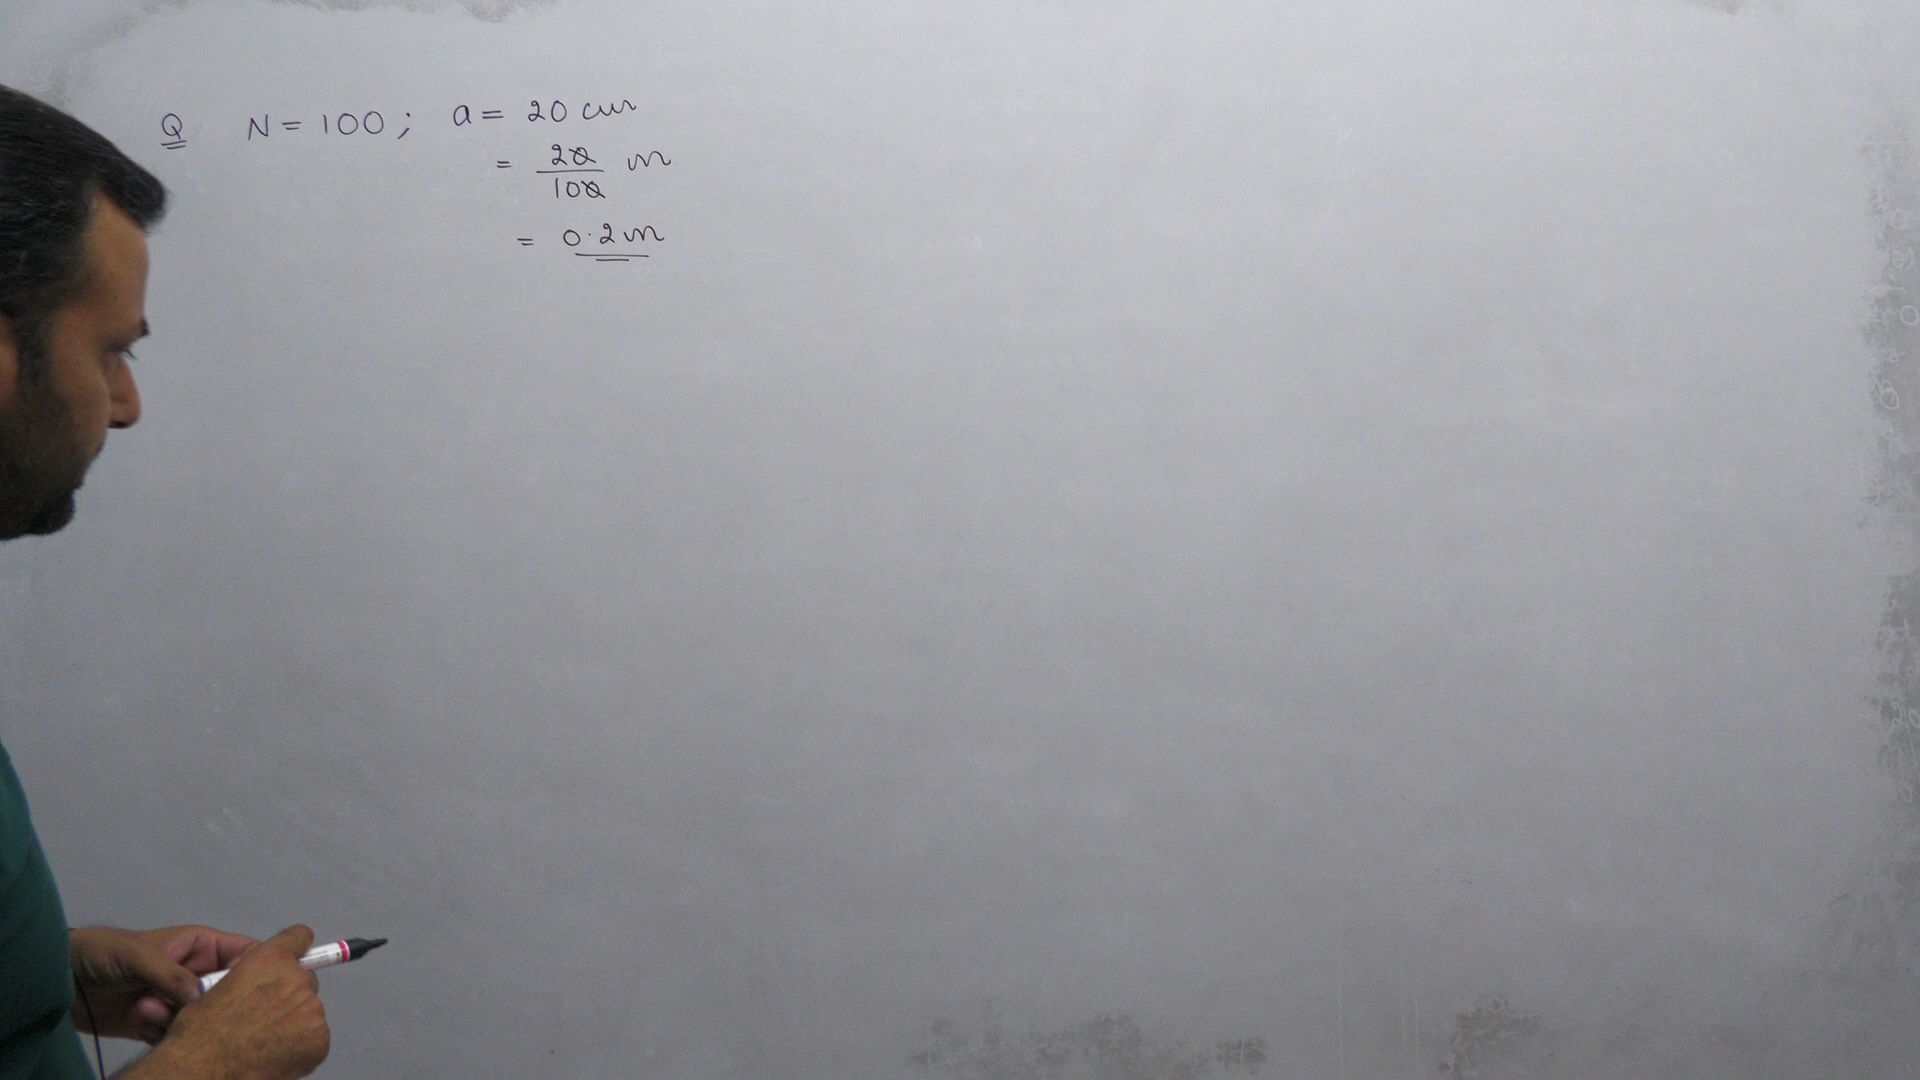 Q N = 100 ; a = 20 cm
= 20/100 m
= 0.2 m